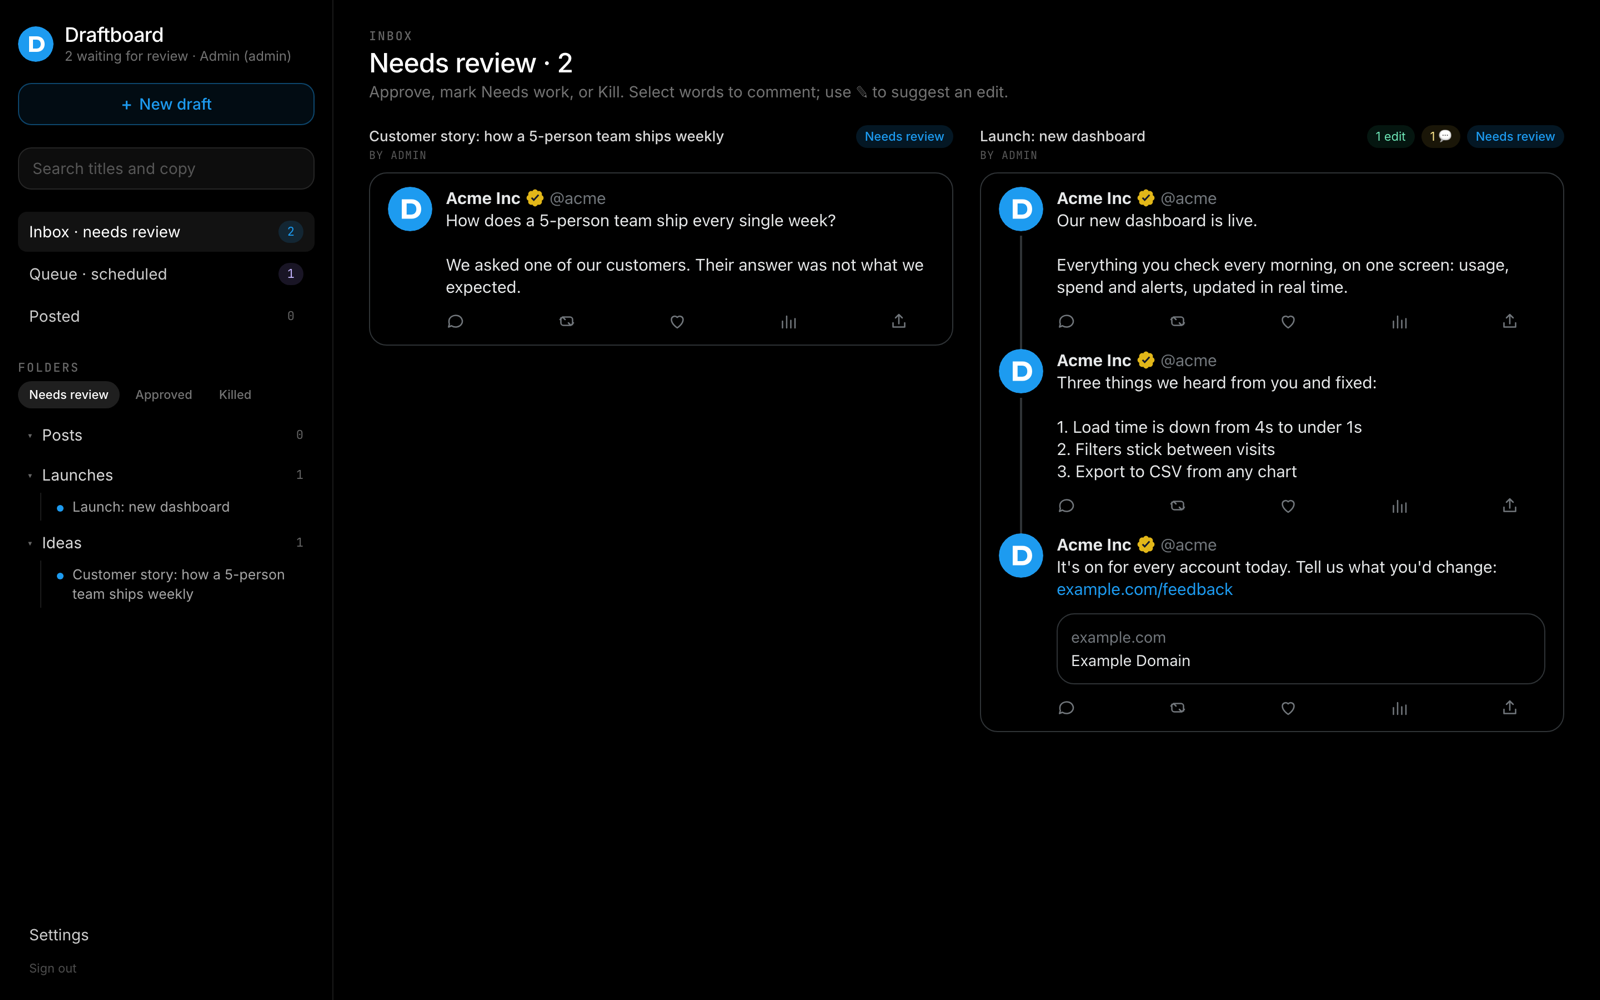 D
Draftboard
2 waiting for review · Admin (admin)
+ New draft
Search titles and copy
Inbox · needs review 2
Queue · scheduled 1
Posted 0
FOLDERS
Needs review Approved Killed
Posts 0
Launches 1
Launch: new dashboard
Ideas 1
Customer story: how a 5-person
team ships weekly
Settings
Sign out
INBOX
Needs review · 2
Approve, mark Needs work, or Kill. Select words to comment; use ✎ to suggest an edit.
Customer story: how a 5-person team ships weekly Needs review
BY ADMIN
D
Acme Inc @acme
How does a 5-person team ship every single week?
We asked one of our customers. Their answer was not what we
expected.
Launch: new dashboard 1 edit 1 💬 Needs review
BY ADMIN
D
Acme Inc @acme
Our new dashboard is live.
Everything you check every morning, on one screen: usage,
spend and alerts, updated in real time.
D
Acme Inc @acme
Three things we heard from you and fixed:
1. Load time is down from 4s to under 1s
2. Filters stick between visits
3. Export to CSV from any chart
D
Acme Inc @acme
It's on for every account today. Tell us what you'd change:
example.com/feedback
example.com
Example Domain